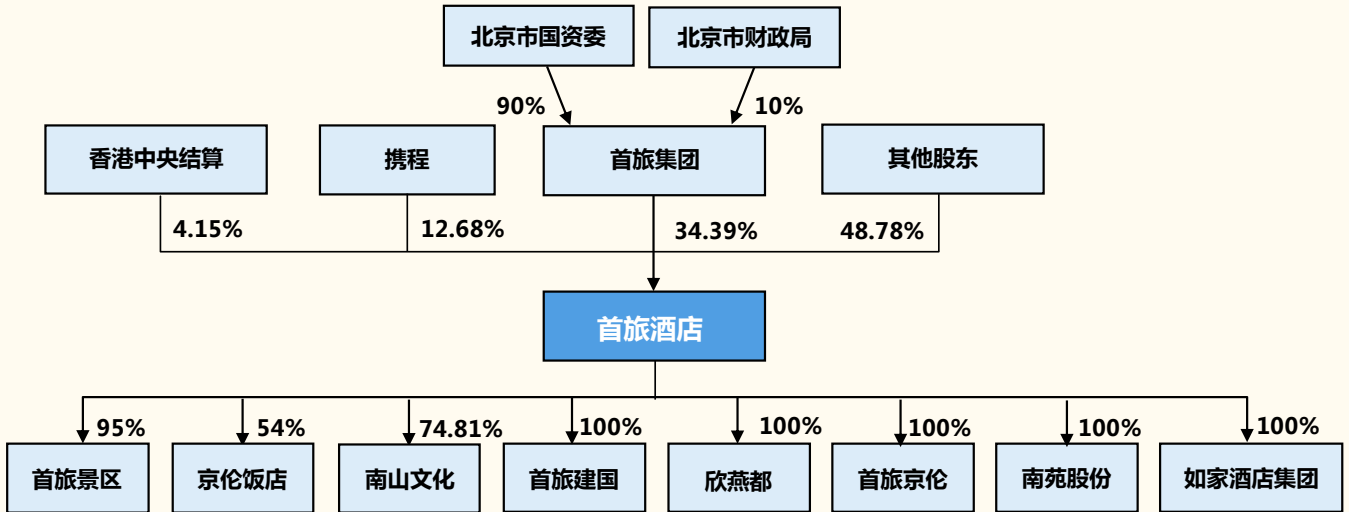 北京市国资委
北京市财政局
90%
10%
香港中央结算
携程
首旅集团
其他股东
4.15%
12.68%
34.39%
48.78%
首旅酒店
95%
54%
74.81%
100%
100%
100%
100%
100%
首旅景区
京伦饭店
南山文化
首旅建国
欣燕都
首旅京伦
南苑股份
如家酒店集团